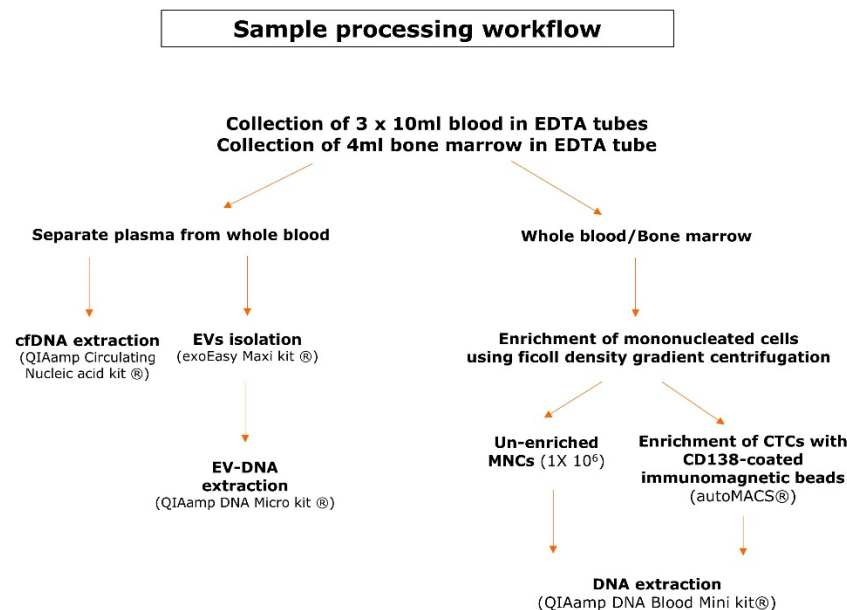 Sample processing workflow
Collection of 3 x 10ml blood in EDTA tubes
Collection of 4ml bone marrow in EDTA tube
Separate plasma from whole blood
Whole blood/Bone marrow
cfDNA extraction
(QIAamp Circulating
Nucleic acid kit ®)
EVs isolation
(exoEasy Maxi kit ®)
Enrichment of mononucleated cells
using ficoll density gradient centrifugation
EV-DNA
extraction
(QIAamp DNA Micro kit ®)
Un-enriched
MNCs (1X 10⁶)
Enrichment of CTCs with
CD138-coated
immunomagnetic beads
(autoMACS®)
DNA extraction
(QIAamp DNA Blood Mini kit®)